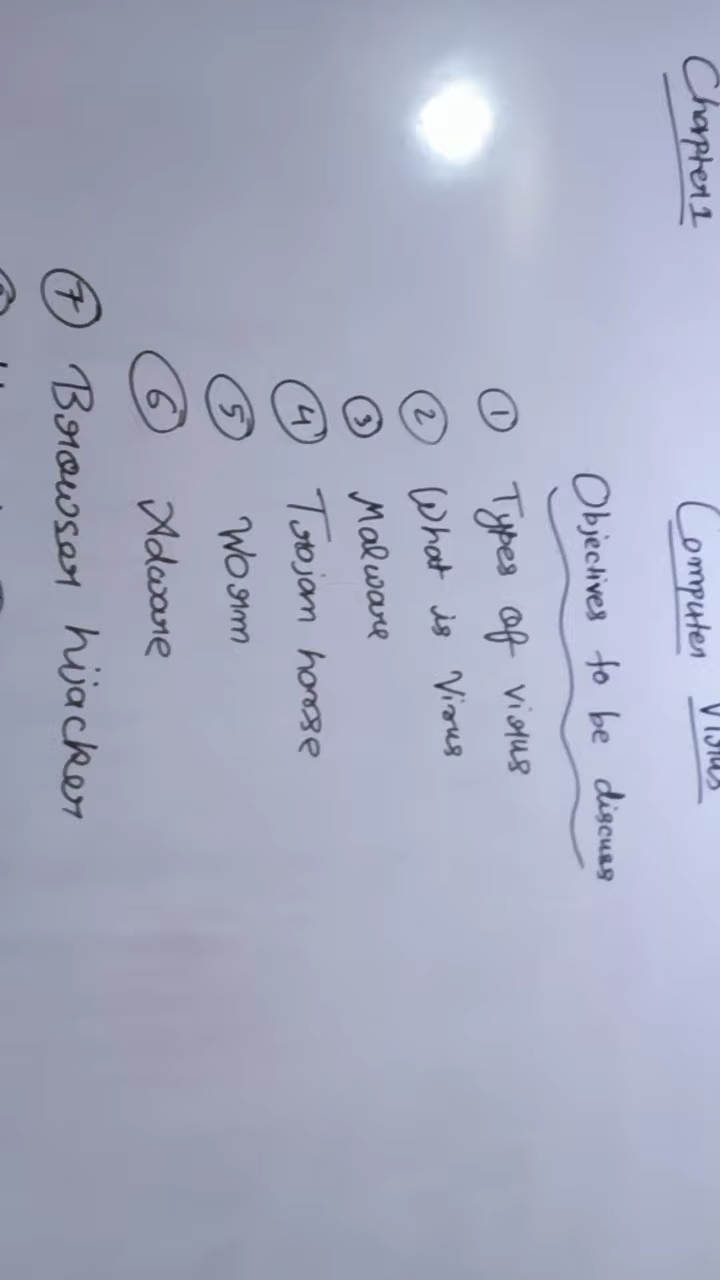 Chapter 1
Computer Virus
Objectives to be discuss
① Types of virus
② What is Virus
③ Malware
④ Trojan horse
⑤ Worm
⑥ Adware
⑦ Browser hijacker